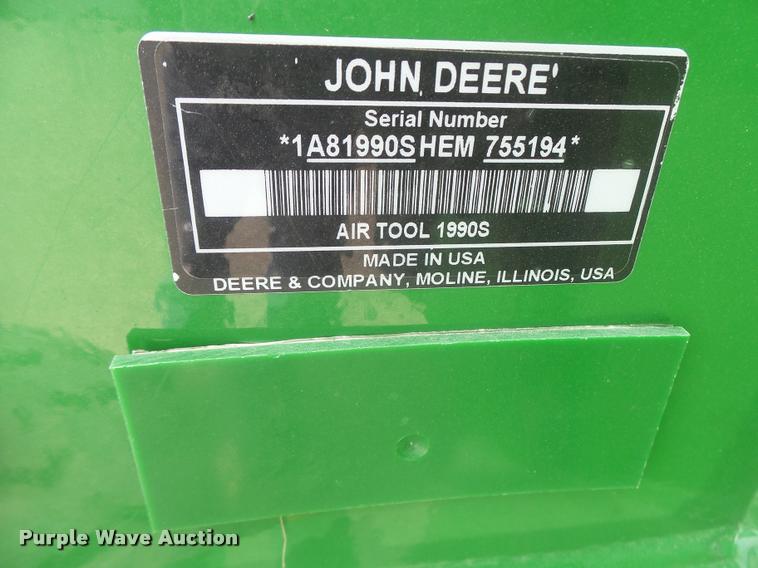 JOHN DEERE
Serial Number
*1A81990SHEM 755194*
AIR TOOL 1990S
MADE IN USA
DEERE & COMPANY, MOLINE, ILLINOIS, USA
Purple Wave Auction